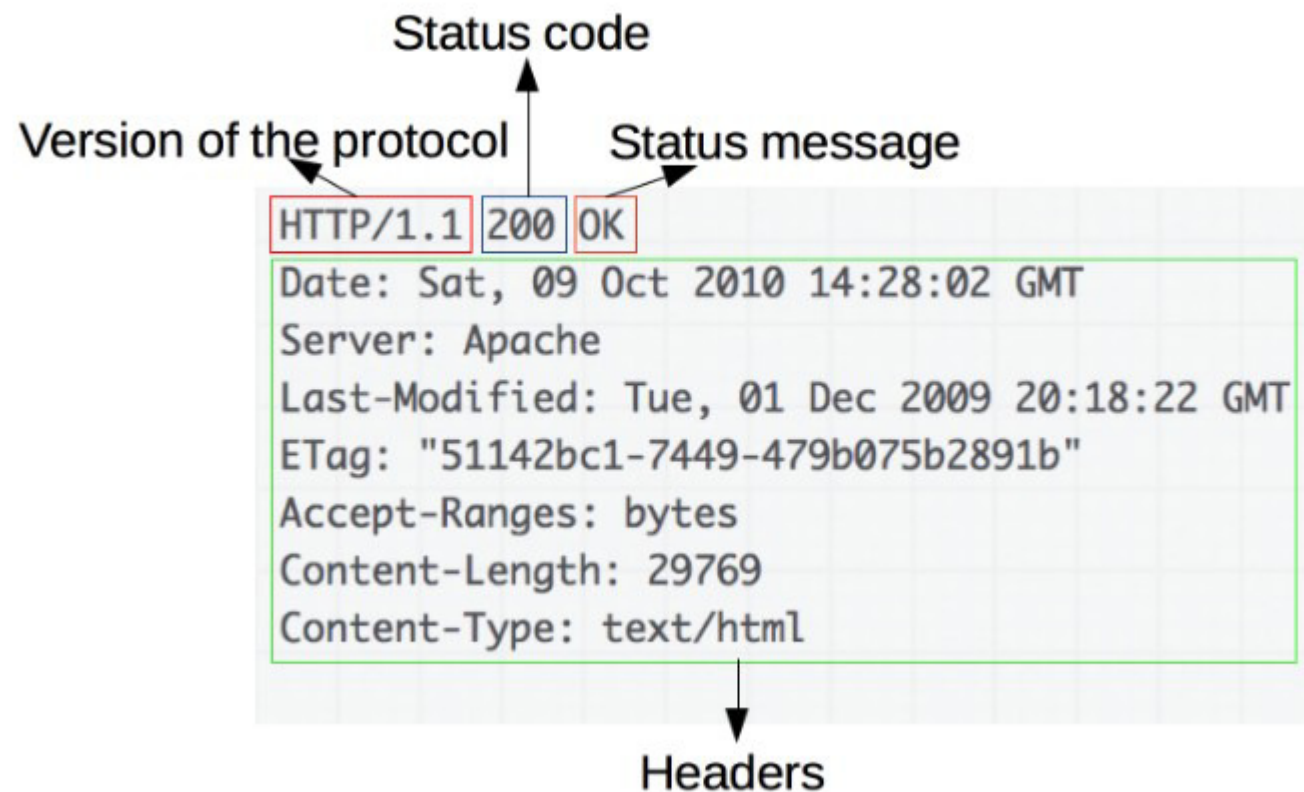 Status code
Version of the protocol Status message
HTTP/1.1 200 OK
Date: Sat, 09 Oct 2010 14:28:02 GMT
Server: Apache
Last-Modified: Tue, 01 Dec 2009 20:18:22 GMT
ETag: "51142bc1-7449-479b075b2891b"
Accept-Ranges: bytes
Content-Length: 29769
Content-Type: text/html
Headers